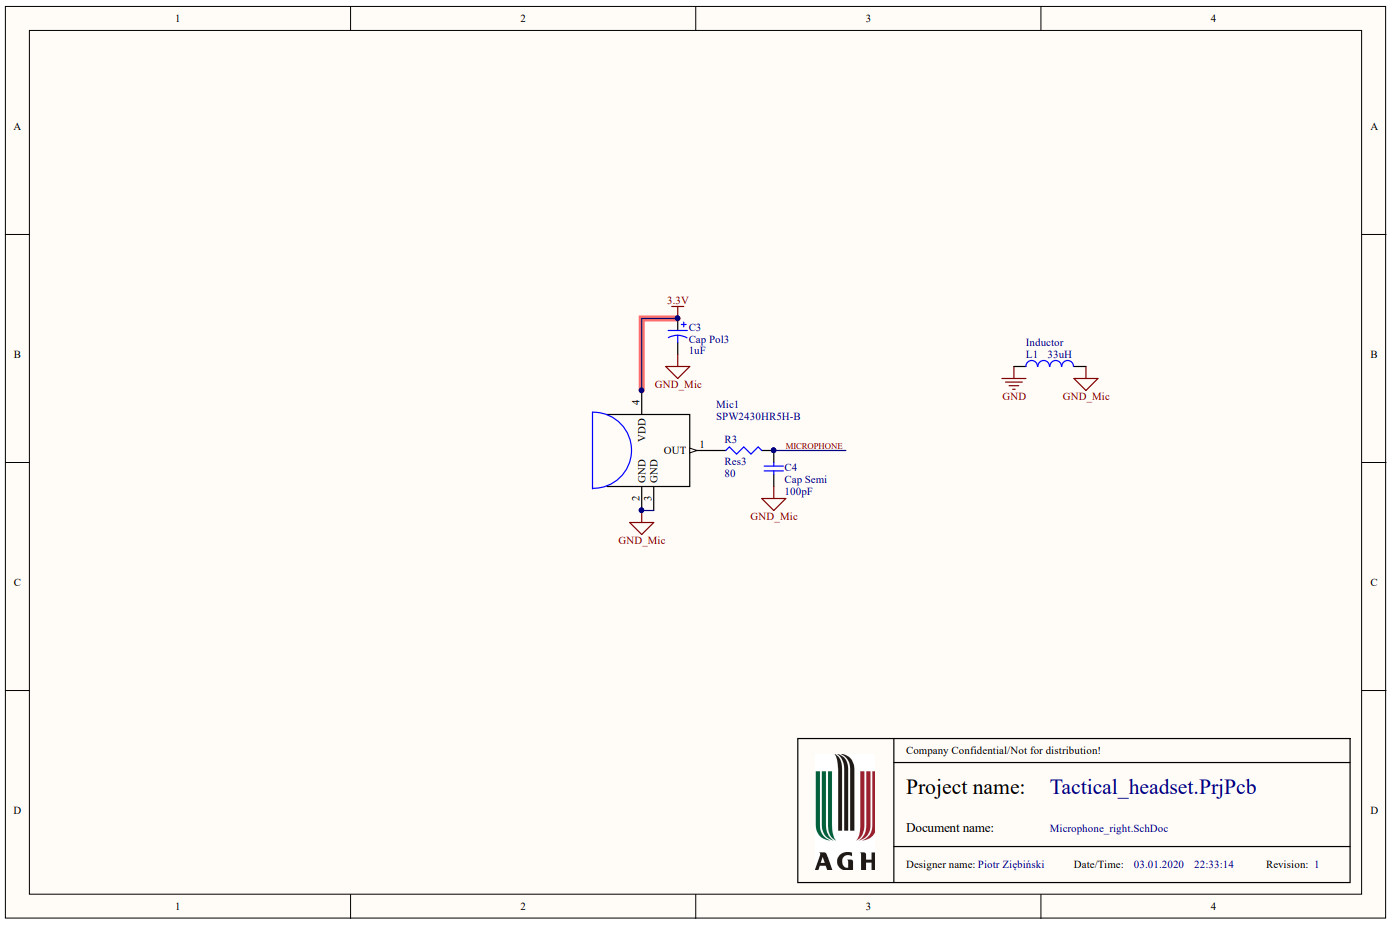 1 2 3 4
A A
3.3V
C3
Cap Pol3
1uF
GND_Mic
B B
Inductor
L1 33uH
GND GND_Mic
4
VDD
Mic1
SPW2430HR5H-B
OUT 1
R3
Res3
80
MICROPHONE
C4
Cap Semi
100pF
GND_Mic
GND
GND
2 3
GND_Mic
C C
D D
Company Confidential/Not for distribution!
Project name: Tactical_headset.PrjPcb
Document name: Microphone_right.SchDoc
Designer name: Piotr Ziębiński Date/Time: 03.01.2020 22:33:14 Revision: 1
AGH
1 2 3 4